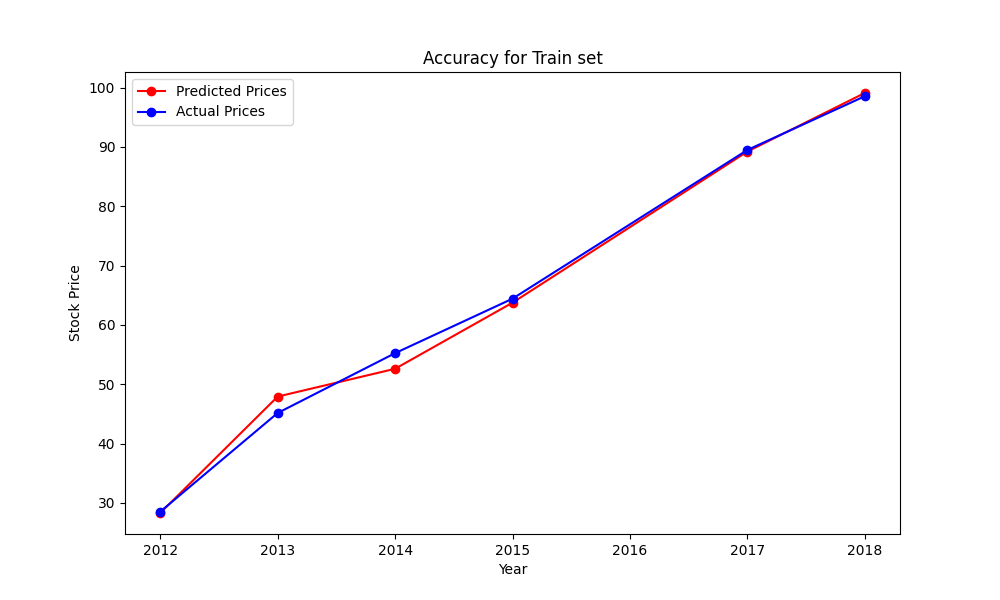 Accuracy for Train set
Predicted Prices
Actual Prices
100
90
80
70
60
50
40
30
Stock Price
2012 2013 2014 2015 2016 2017 2018
Year